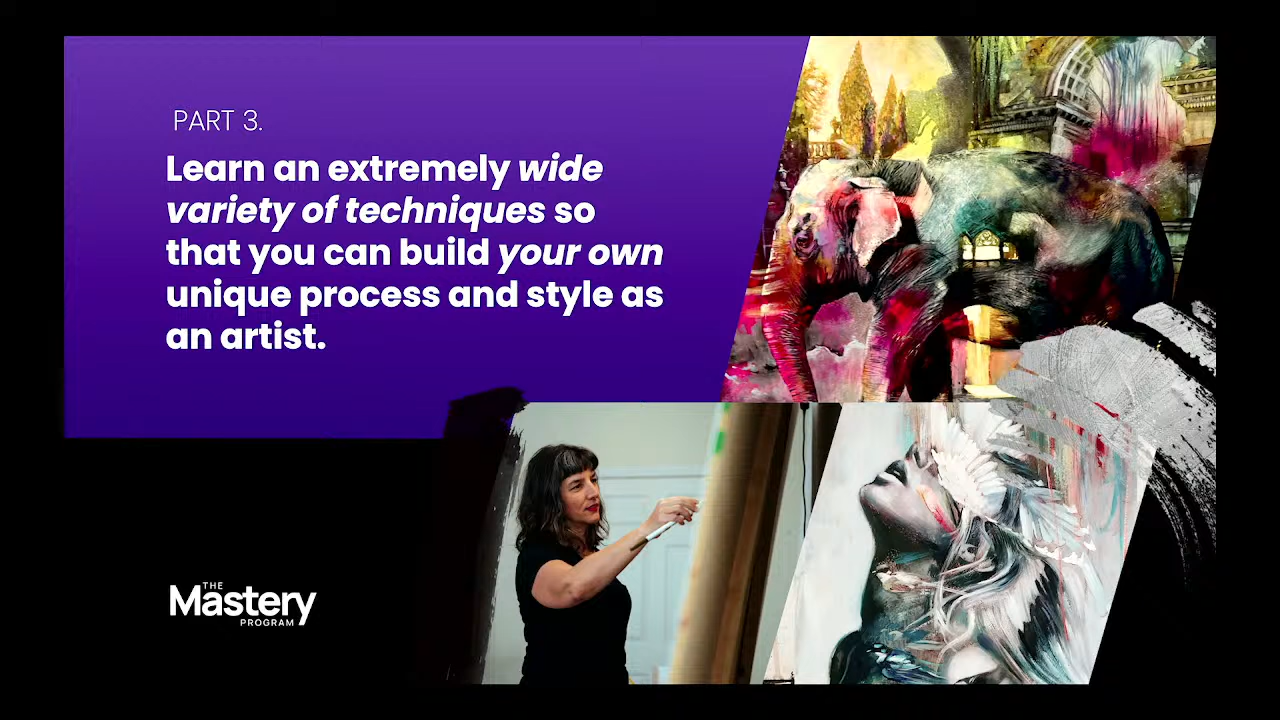 PART 3.
Learn an extremely wide
variety of techniques so
that you can build your own
unique process and style as
an artist.
THE
Mastery
PROGRAM